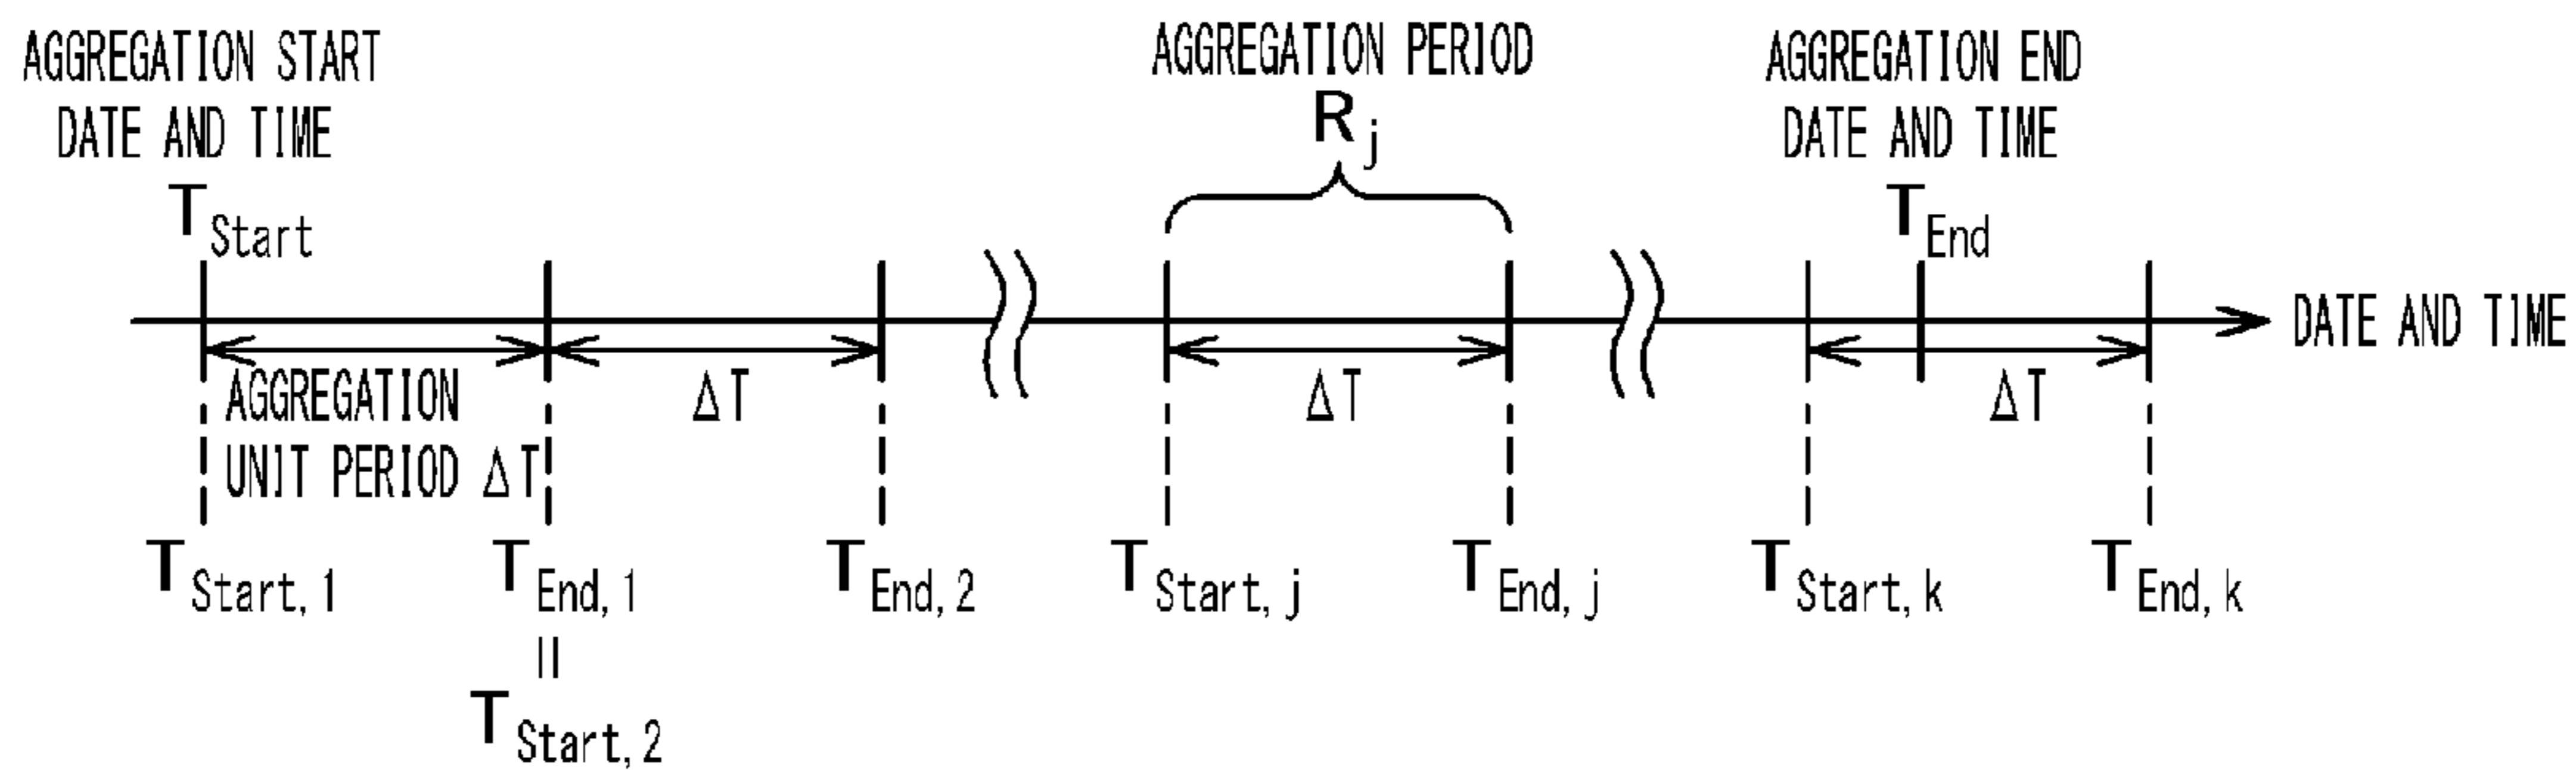 AGGREGATION START
DATE AND TIME
T_Start
AGGREGATION PERIOD
R_j
AGGREGATION END
DATE AND TIME
T_End
DATE AND TIME
AGGREGATION
UNIT PERIOD ΔT
ΔT
ΔT
ΔT
T_Start,1
T_End,1
=
T_Start,2
T_End,2
T_Start,j
T_End,j
T_Start,k
T_End,k